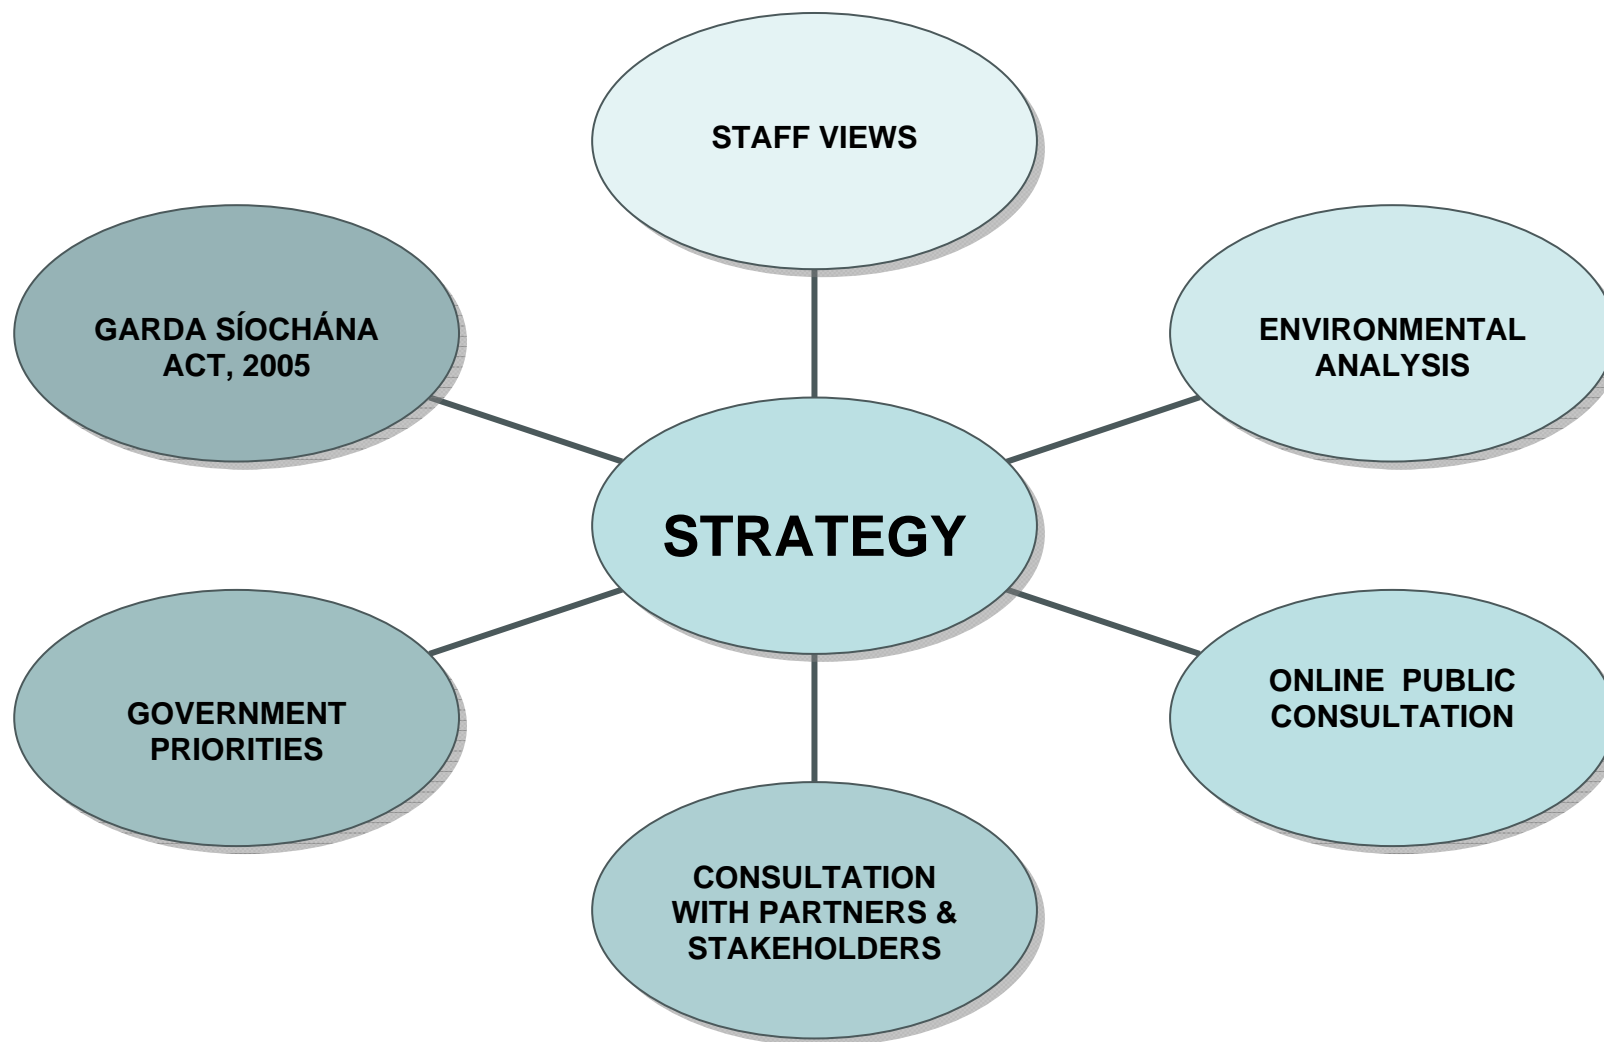 STAFF VIEWS
GARDA SÍOCHÁNA
ACT, 2005
ENVIRONMENTAL
ANALYSIS
STRATEGY
GOVERNMENT
PRIORITIES
ONLINE  PUBLIC
CONSULTATION
CONSULTATION
WITH PARTNERS &
STAKEHOLDERS